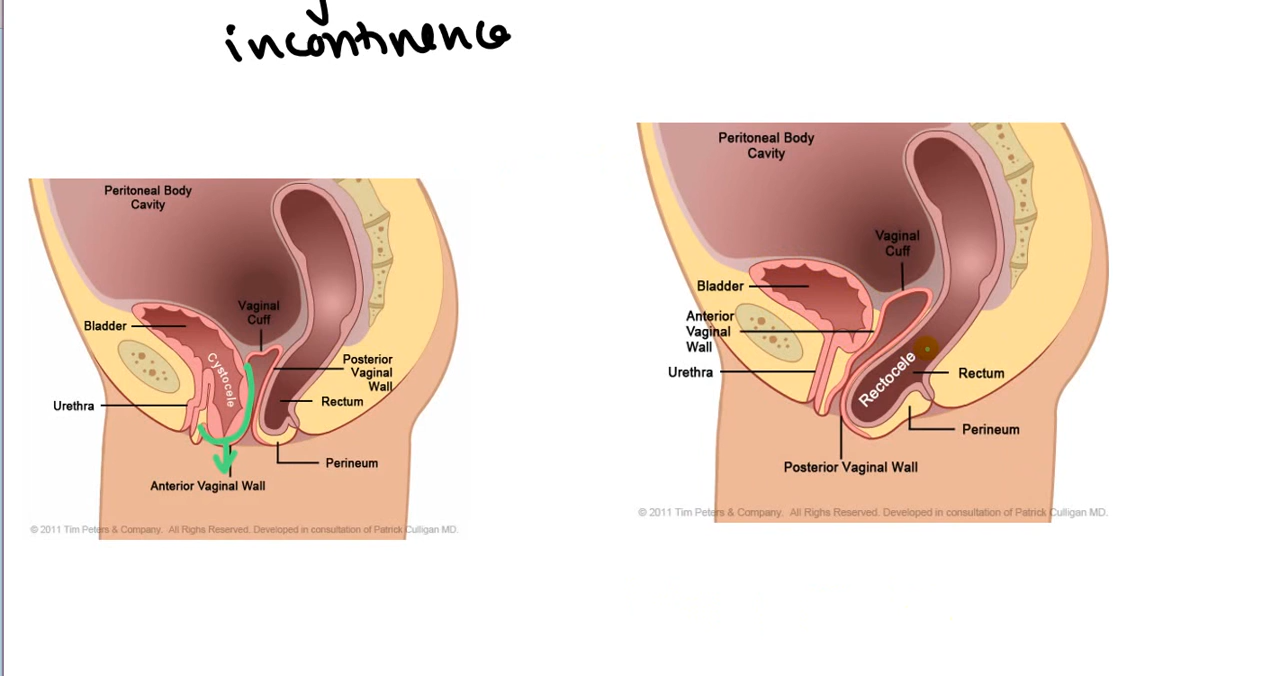 incontinence
Peritoneal Body
Cavity
Vaginal
Cuff
Bladder
Cystocele
Posterior
Vaginal
Wall
Urethra
Rectum
Perineum
Anterior Vaginal Wall
© 2011 Tim Peters & Company. All Righs Reserved. Developed in consultation of Patrick Culligan MD.
Peritoneal Body
Cavity
Vaginal
Cuff
Bladder
Anterior
Vaginal
Wall
Urethra
Rectocele
Rectum
Perineum
Posterior Vaginal Wall
© 2011 Tim Peters & Company. All Righs Reserved. Developed in consultation of Patrick Culligan MD.